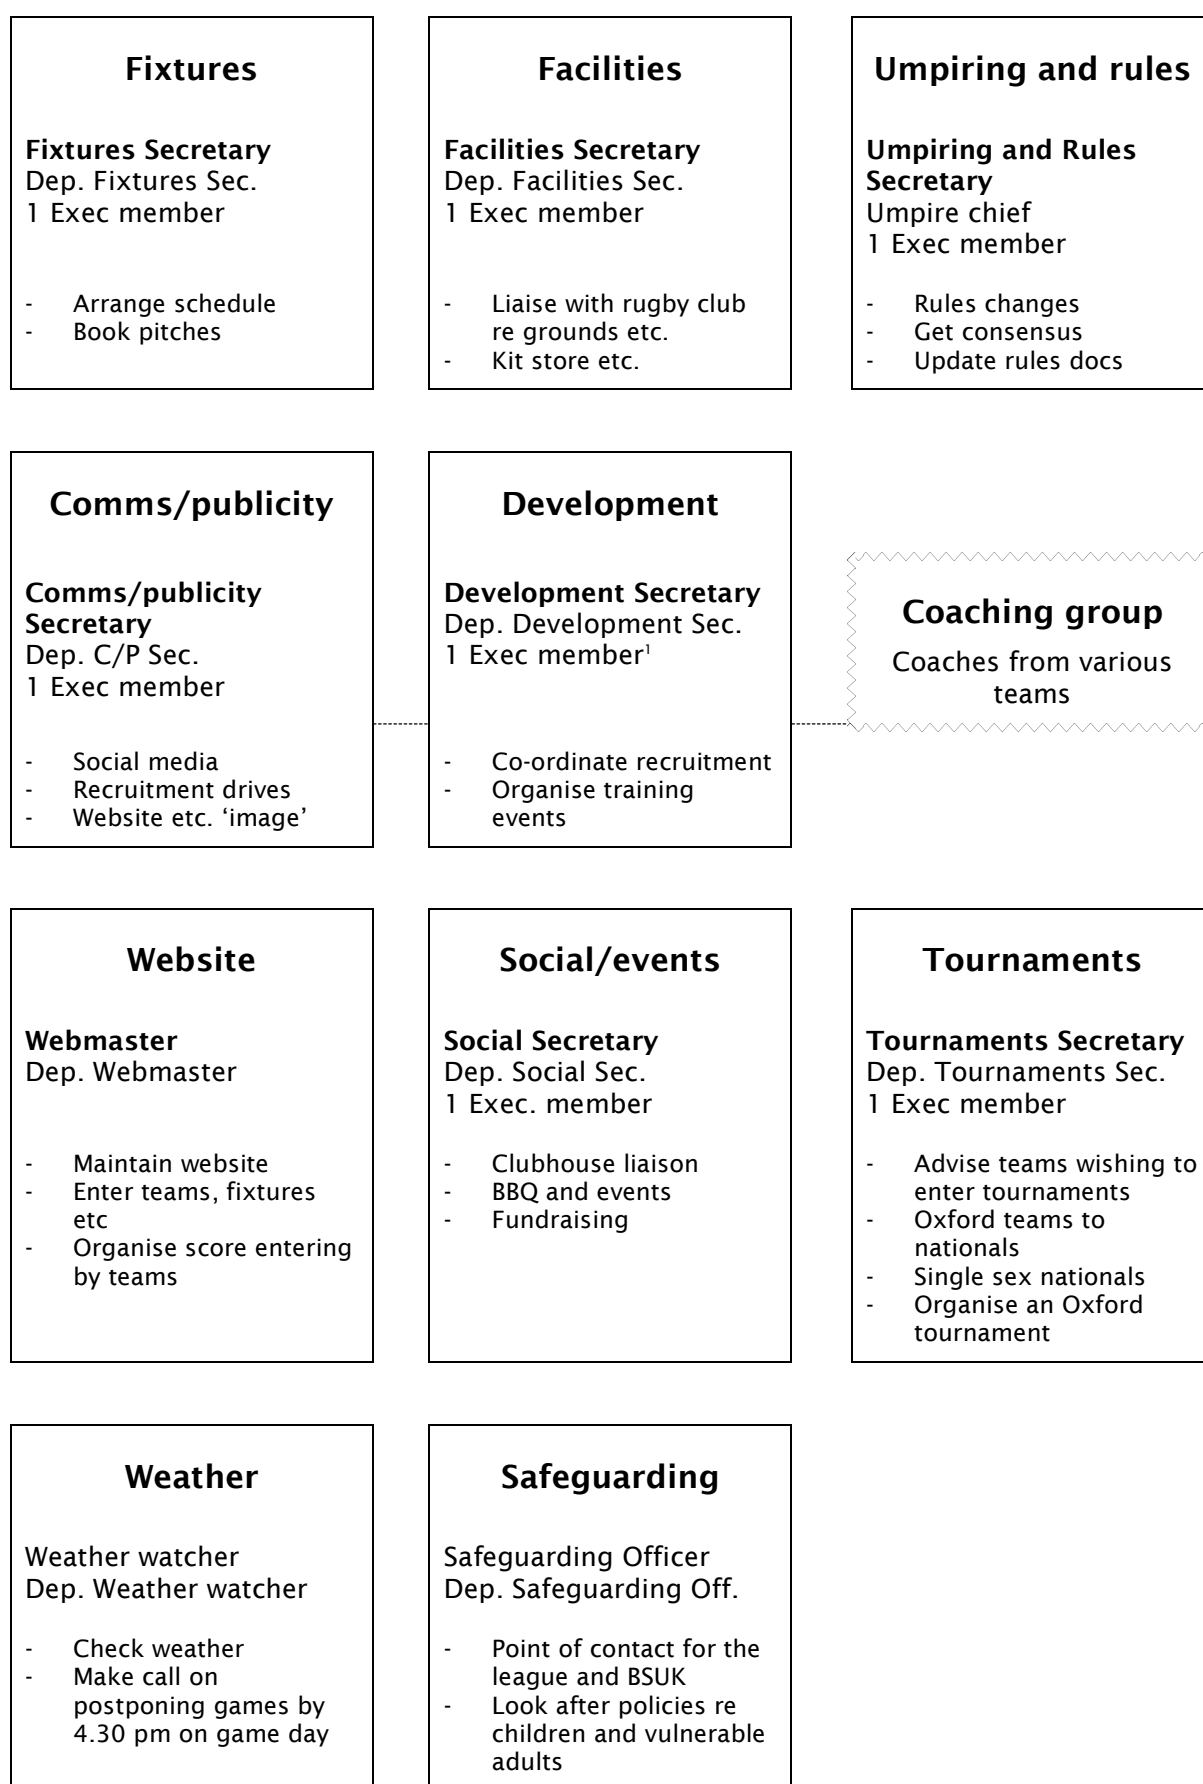 Fixtures
Fixtures Secretary
Dep. Fixtures Sec.
1 Exec member
- Arrange schedule
- Book pitches
Facilities
Facilities Secretary
Dep. Facilities Sec.
1 Exec member
- Liaise with rugby club
re grounds etc.
- Kit store etc.
Umpiring and rules
Umpiring and Rules
Secretary
Umpire chief
1 Exec member
- Rules changes
- Get consensus
- Update rules docs
Comms/publicity
Comms/publicity
Secretary
Dep. C/P Sec.
1 Exec member
- Social media
- Recruitment drives
- Website etc. ‘image’
Development
Development Secretary
Dep. Development Sec.
1 Exec member¹
- Co-ordinate recruitment
- Organise training
events
Coaching group
Coaches from various
teams
Website
Webmaster
Dep. Webmaster
- Maintain website
- Enter teams, fixtures
etc
- Organise score entering
by teams
Social/events
Social Secretary
Dep. Social Sec.
1 Exec. member
- Clubhouse liaison
- BBQ and events
- Fundraising
Tournaments
Tournaments Secretary
Dep. Tournaments Sec.
1 Exec member
- Advise teams wishing to
enter tournaments
- Oxford teams to
nationals
- Single sex nationals
- Organise an Oxford
tournament
Weather
Weather watcher
Dep. Weather watcher
- Check weather
- Make call on
postponing games by
4.30 pm on game day
Safeguarding
Safeguarding Officer
Dep. Safeguarding Off.
- Point of contact for the
league and BSUK
- Look after policies re
children and vulnerable
adults